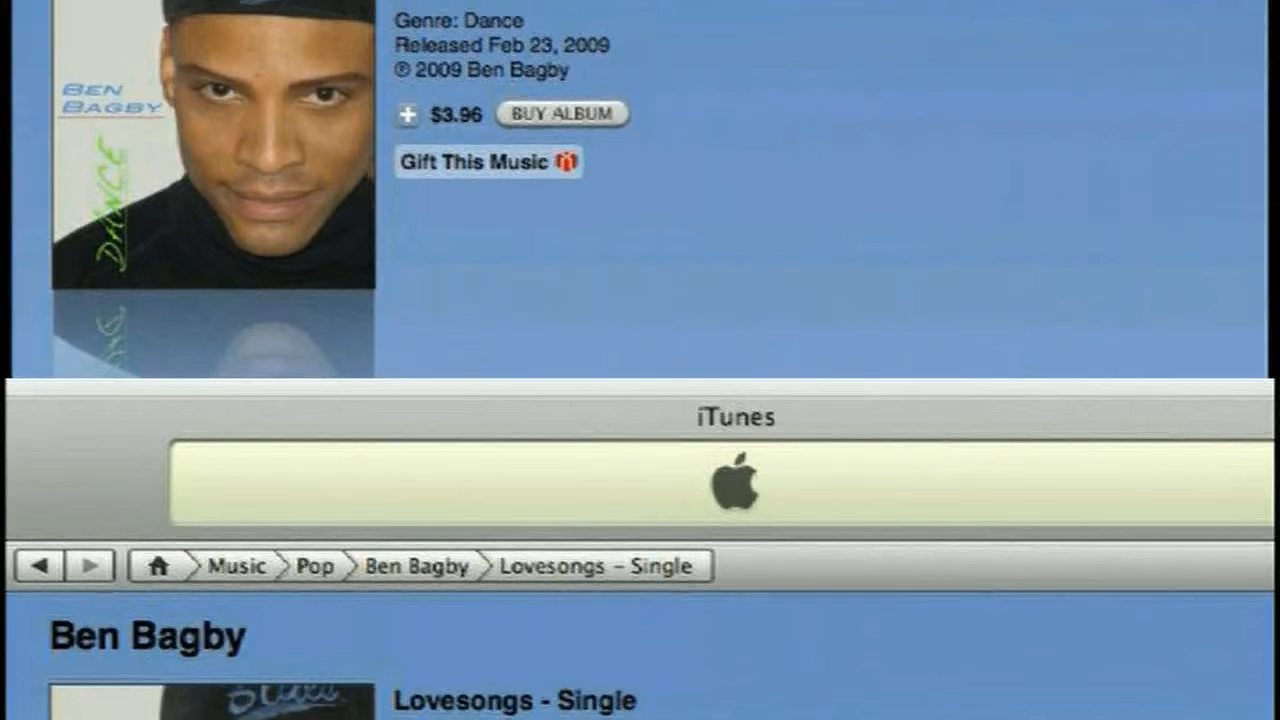 Genre: Dance
Released Feb 23, 2009
℗ 2009 Ben Bagby
$3.96 BUY ALBUM
Gift This Music
BEN
BAGBY
DANCE
iTunes
Music Pop Ben Bagby Lovesongs – Single
Ben Bagby
Lovesongs - Single